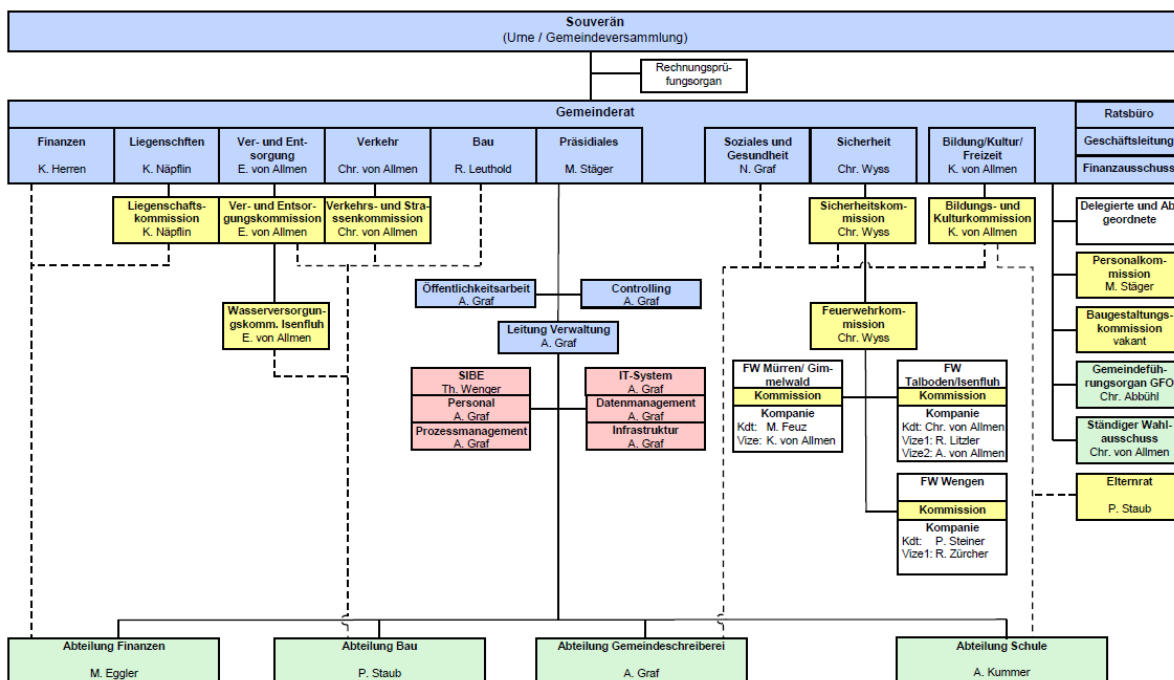 Souverän
(Urne / Gemeindeversammlung)
Rechnungsprü-
fungsorgan
Gemeinderat
Ratsbüro
Geschäftsleitung
Finanzausschuss
Finanzen
K. Herren
Liegenschften
K. Näpflin
Ver- und Ent-
sorgung
E. von Allmen
Verkehr
Chr. von Allmen
Bau
R. Leuthold
Präsidiales
M. Stäger
Soziales und
Gesundheit
N. Graf
Sicherheit
Chr. Wyss
Bildung/Kultur/
Freizeit
K. von Allmen
Liegenschafts-
kommission
K. Näpflin
Ver- und Entsor-
gungskommission
E. von Allmen
Verkehrs- und Stra-
ssenkommission
Chr. von Allmen
Sicherheitskom-
mission
Chr. Wyss
Bildungs- und
Kulturkommission
K. von Allmen
Delegierte und Ab
geordnete
Personalkom-
mission
M. Stäger
Baugestaltungs-
kommission
vakant
Gemeindefüh-
rungsorgan GFO
Chr. Abbühl
Ständiger Wahl-
ausschuss
Chr. von Allmen
Elternrat
P. Staub
Öffentlichkeitsarbeit
A. Graf
Controlling
A. Graf
Leitung Verwaltung
A. Graf
Wasserversorgun-
gskomm. Isenfluh
E. von Allmen
Feuerwehrkom-
mission
Chr. Wyss
SIBE
Th. Wenger
Personal
A. Graf
Prozessmanagement
A. Graf
IT-System
A. Graf
Datenmanagement
A. Graf
Infrastruktur
A. Graf
FW Mürren/ Gim-
melwald
Kommission
Kompanie
Kdt: M. Feuz
Vize: K. von Allmen
FW
Talboden/Isenfluh
Kommission
Kompanie
Kdt: Chr. von Allmen
Vize1: R. Litzler
Vize2: A. von Allmen
FW Wengen
Kommission
Kompanie
Kdt: P. Steiner
Vize1: R. Zürcher
Abteilung Finanzen
M. Eggler
Abteilung Bau
P. Staub
Abteilung Gemeindeschreiberei
A. Graf
Abteilung Schule
A. Kummer